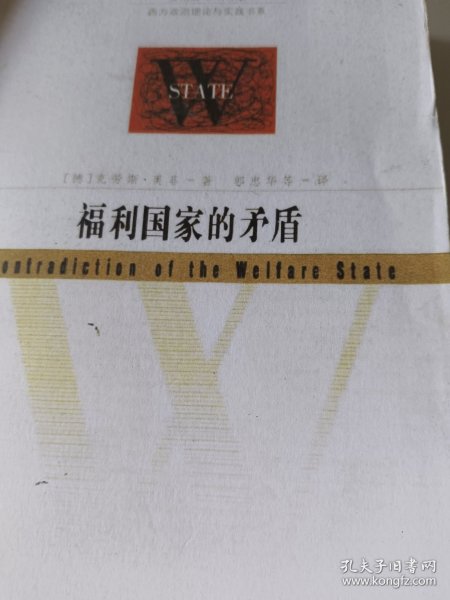 西方政治理论与实践书系
W
STATE
[德]克劳斯·奥菲—著 郭忠华等—译
福利国家的矛盾
ontradiction of the Welfare State
孔夫子旧书网
www.kongfz.com